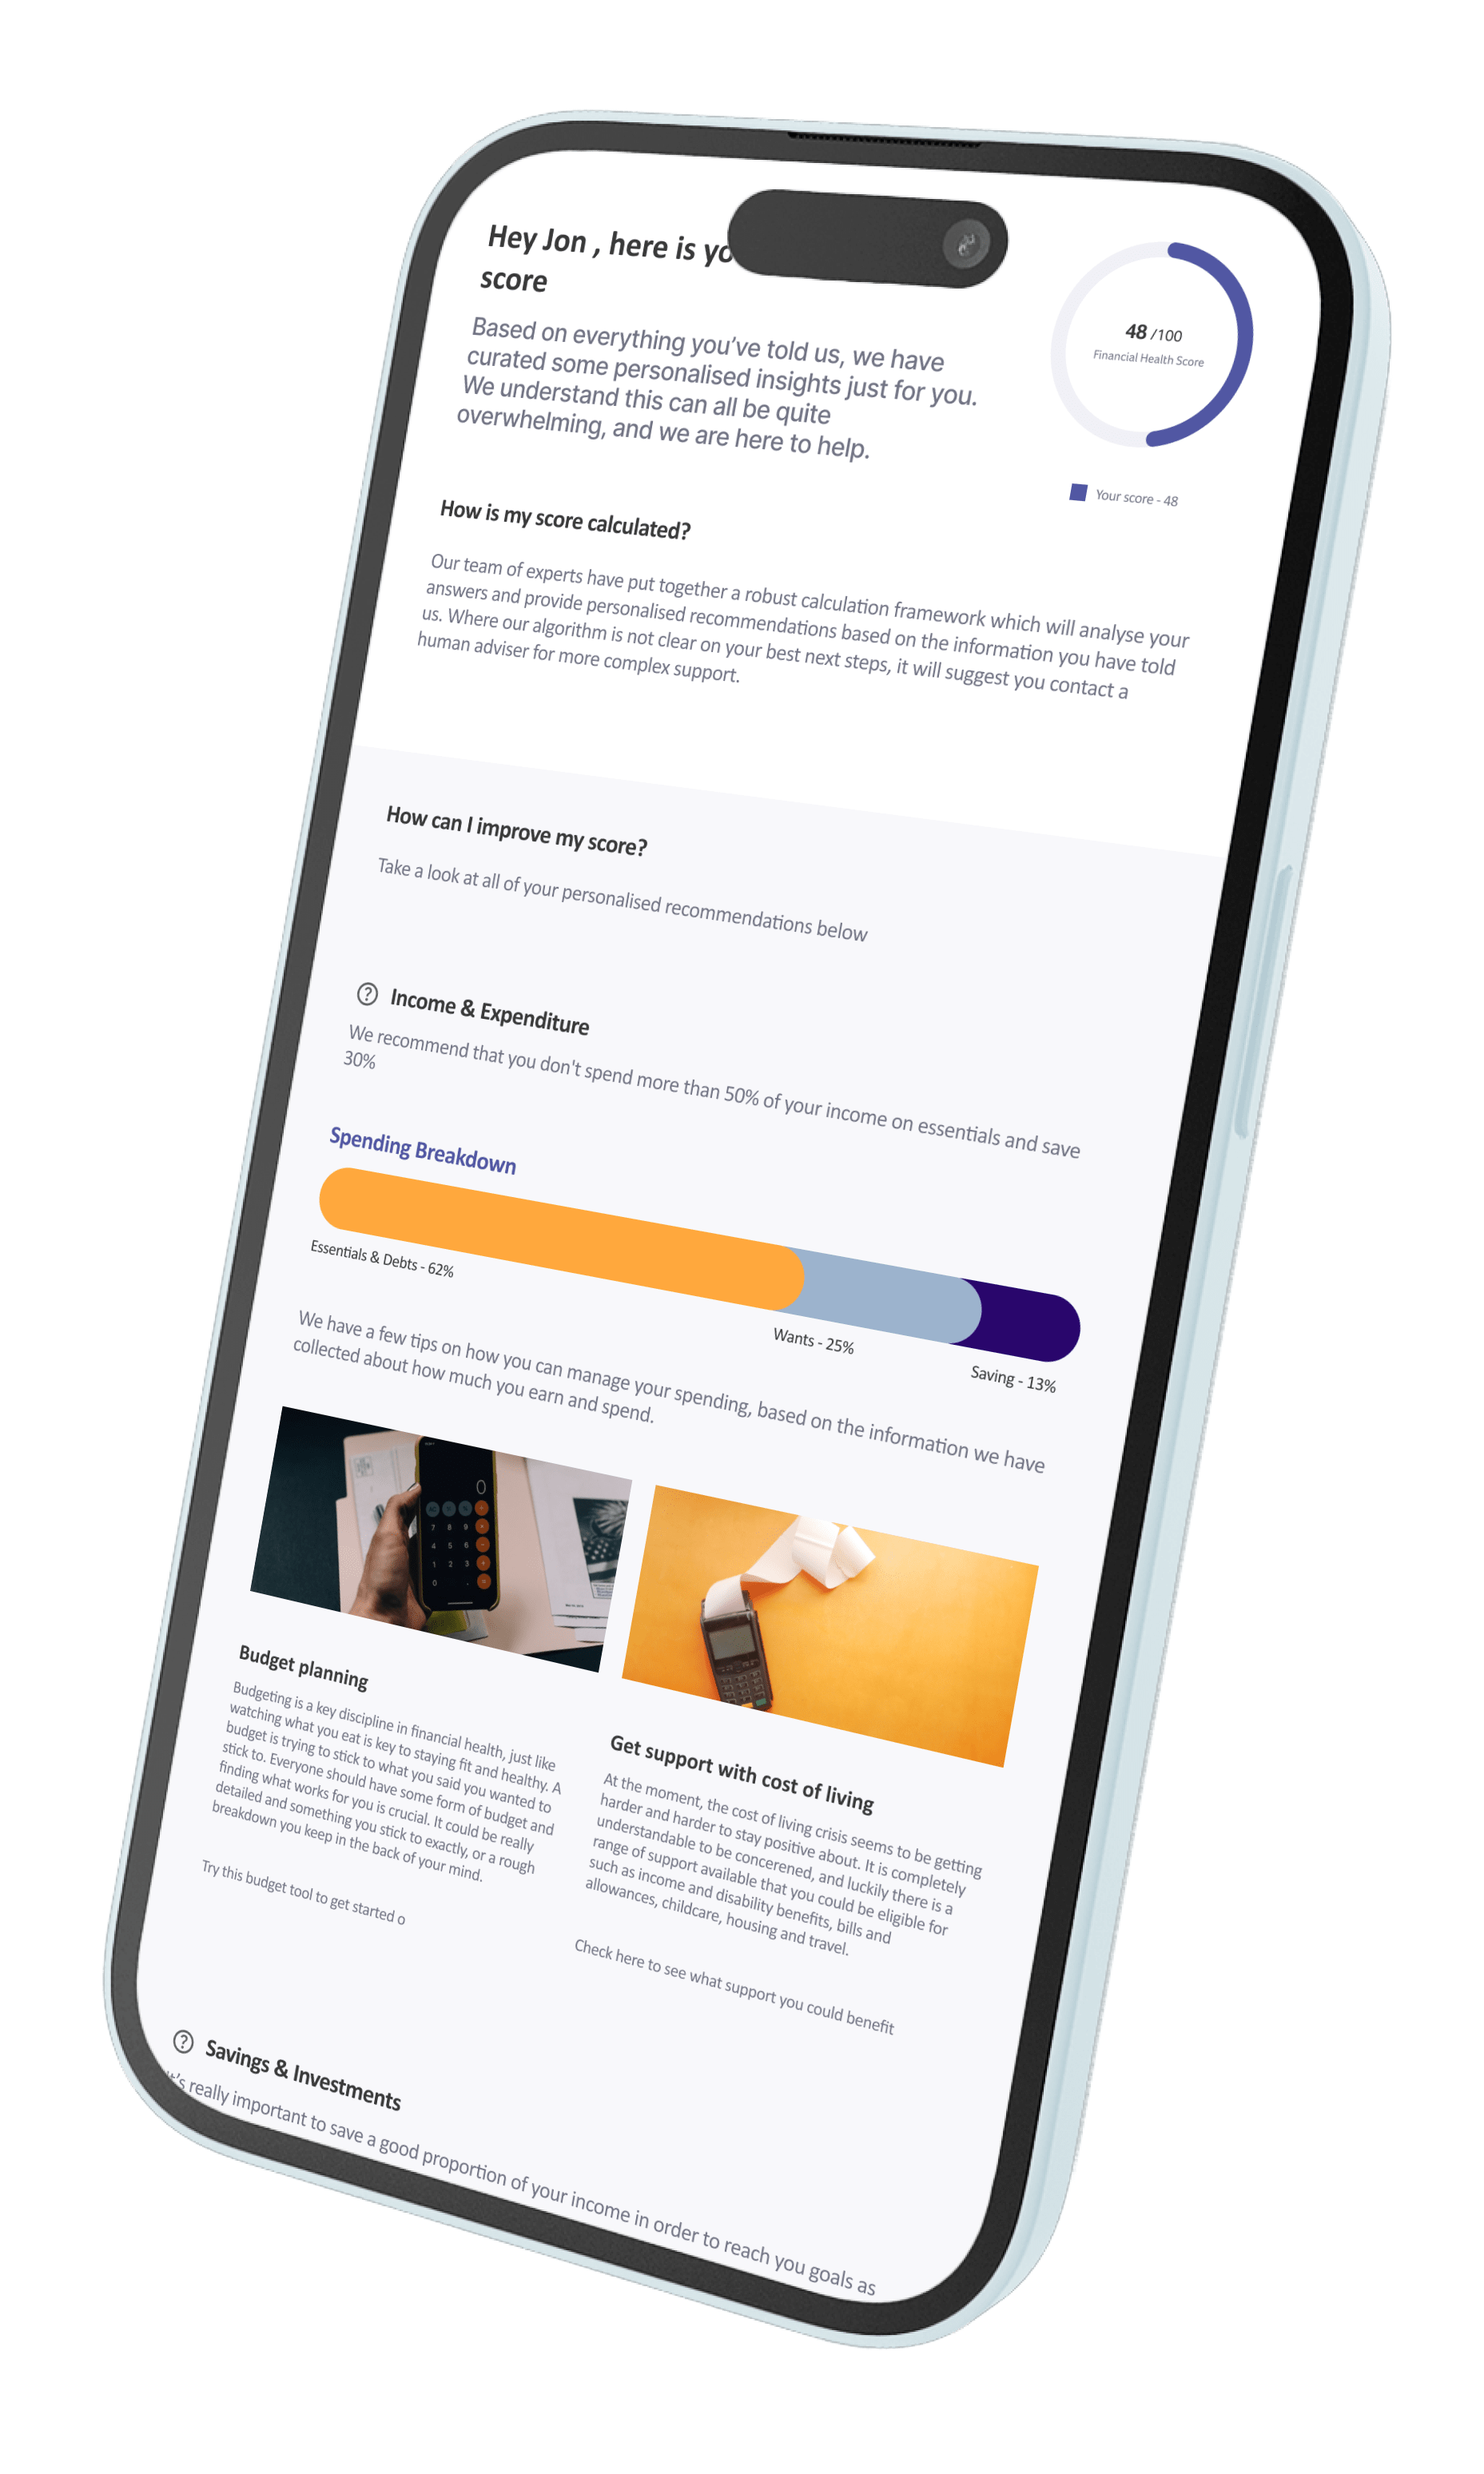 Hey Jon , here is yo
score
Based on everything you've told us, we have
curated some personalised insights just for you.
We understand this can all be quite
overwhelming, and we are here to help.
48 /100
Financial Health Score
Your score - 48
How is my score calculated?
Our team of experts have put together a robust calculation framework which will analyse your
answers and provide personalised recommendations based on the information you have told
us. Where our algorithm is not clear on your best next steps, it will suggest you contact a
human adviser for more complex support.
How can I improve my score?
Take a look at all of your personalised recommendations below
? Income & Expenditure
We recommend that you don't spend more than 50% of your income on essentials and save
30%
Spending Breakdown
Essentials & Debts - 62%
Wants - 25%
Saving - 13%
We have a few tips on how you can manage your spending, based on the information we have
collected about how much you earn and spend.
0
7 8 9
4 5 6
1 2 3
0 .
Budget planning
Budgeting is a key discipline in financial health, just like
watching what you eat is key to staying fit and healthy. A
budget is trying to stick to what you said you wanted to
stick to. Everyone should have some form of budget and
finding what works for you is crucial. It could be really
detailed and something you stick to exactly, or a rough
breakdown you keep in the back of your mind.
Try this budget tool to get started o
Get support with cost of living
At the moment, the cost of living crisis seems to be getting
harder and harder to stay positive about. It is completely
understandable to be concerened, and luckily there is a
range of support available that you could be eligible for
such as income and disability benefits, bills and
allowances, childcare, housing and travel.
Check here to see what support you could benefit
? Savings & Investments
it's really important to save a good proportion of your income in order to reach you goals as